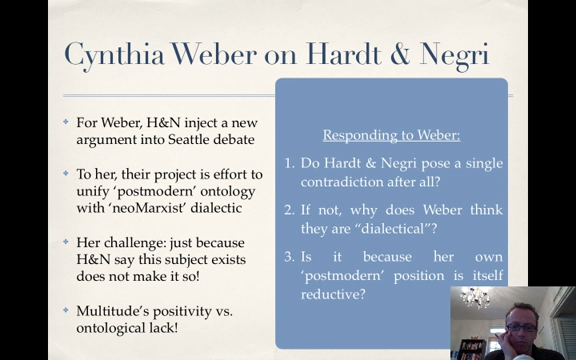 Cynthia Weber on Hardt & Negri
For Weber, H&N inject a new
argument into Seattle debate
To her, their project is effort to
unify ‘postmodern’ ontology
with ‘neoMarxist’ dialectic
Her challenge: just because
H&N say this subject exists
does not make it so!
Multitude’s positivity vs.
ontological lack!
Responding to Weber:
1. Do Hardt & Negri pose a single
contradiction after all?
2. If not, why does Weber think
they are “dialectical”?
3. Is it because her own
‘postmodern’ position is itself
reductive?